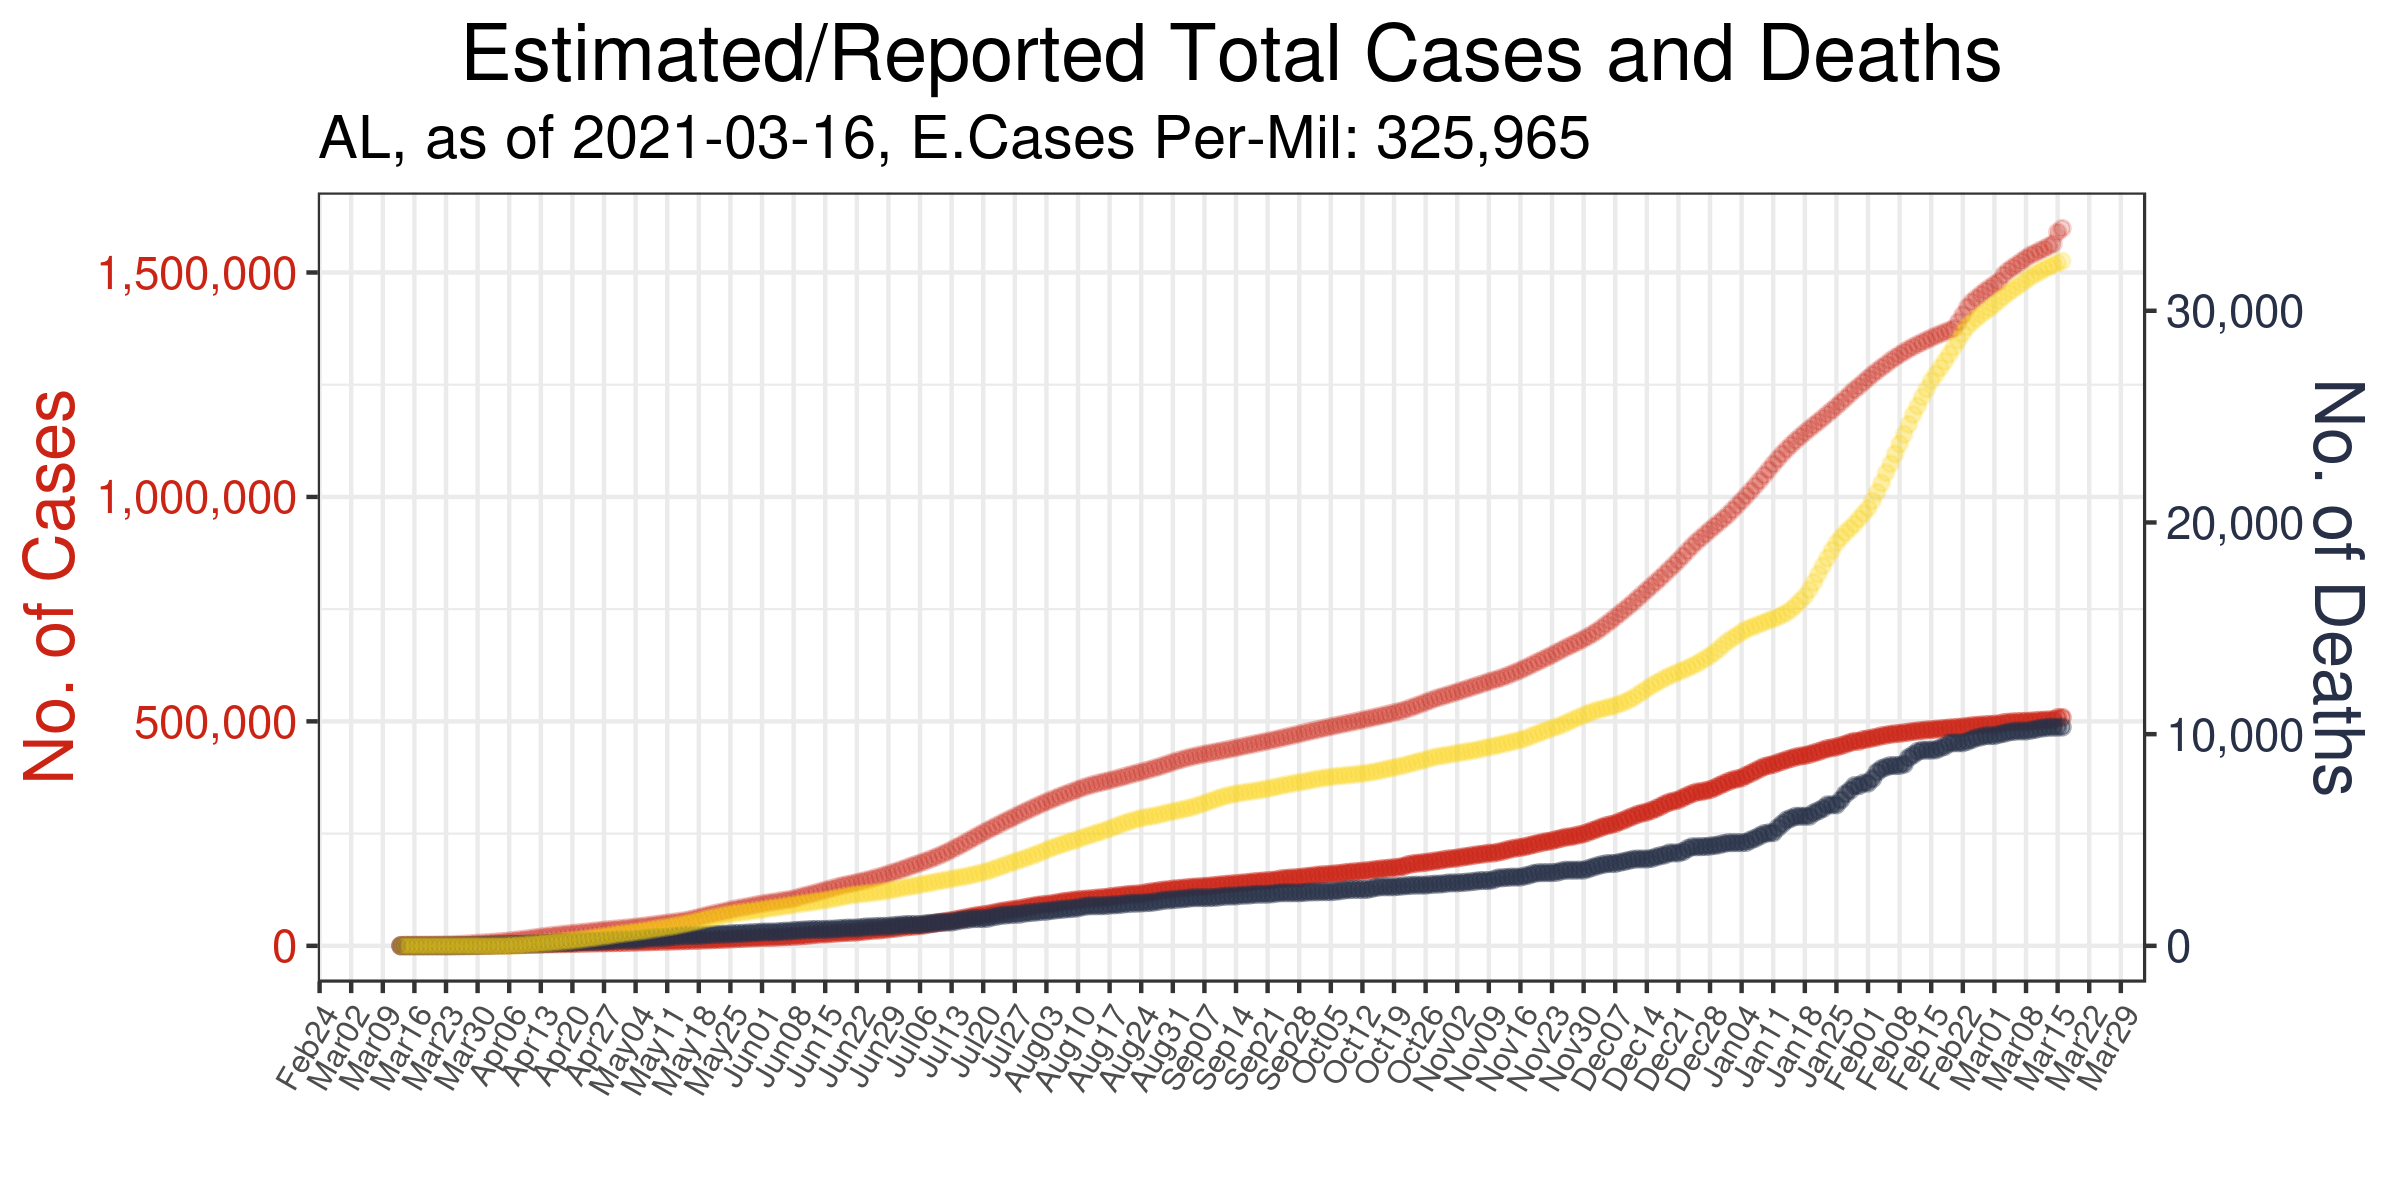 Estimated/Reported Total Cases and Deaths
AL, as of 2021-03-16, E.Cases Per-Mil: 325,965
No. of Cases
1,500,000
1,000,000
500,000
0
30,000
20,000
10,000
0
No. of Deaths
Feb24
Mar02
Mar09
Mar16
Mar23
Mar30
Apr06
Apr13
Apr20
Apr27
May04
May11
May18
May25
Jun01
Jun08
Jun15
Jun22
Jun29
Jul06
Jul13
Jul20
Jul27
Aug03
Aug10
Aug17
Aug24
Aug31
Sep07
Sep14
Sep21
Sep28
Oct05
Oct12
Oct19
Oct26
Nov02
Nov09
Nov16
Nov23
Nov30
Dec07
Dec14
Dec21
Dec28
Jan04
Jan11
Jan18
Jan25
Feb01
Feb08
Feb15
Feb22
Mar01
Mar08
Mar15
Mar22
Mar29